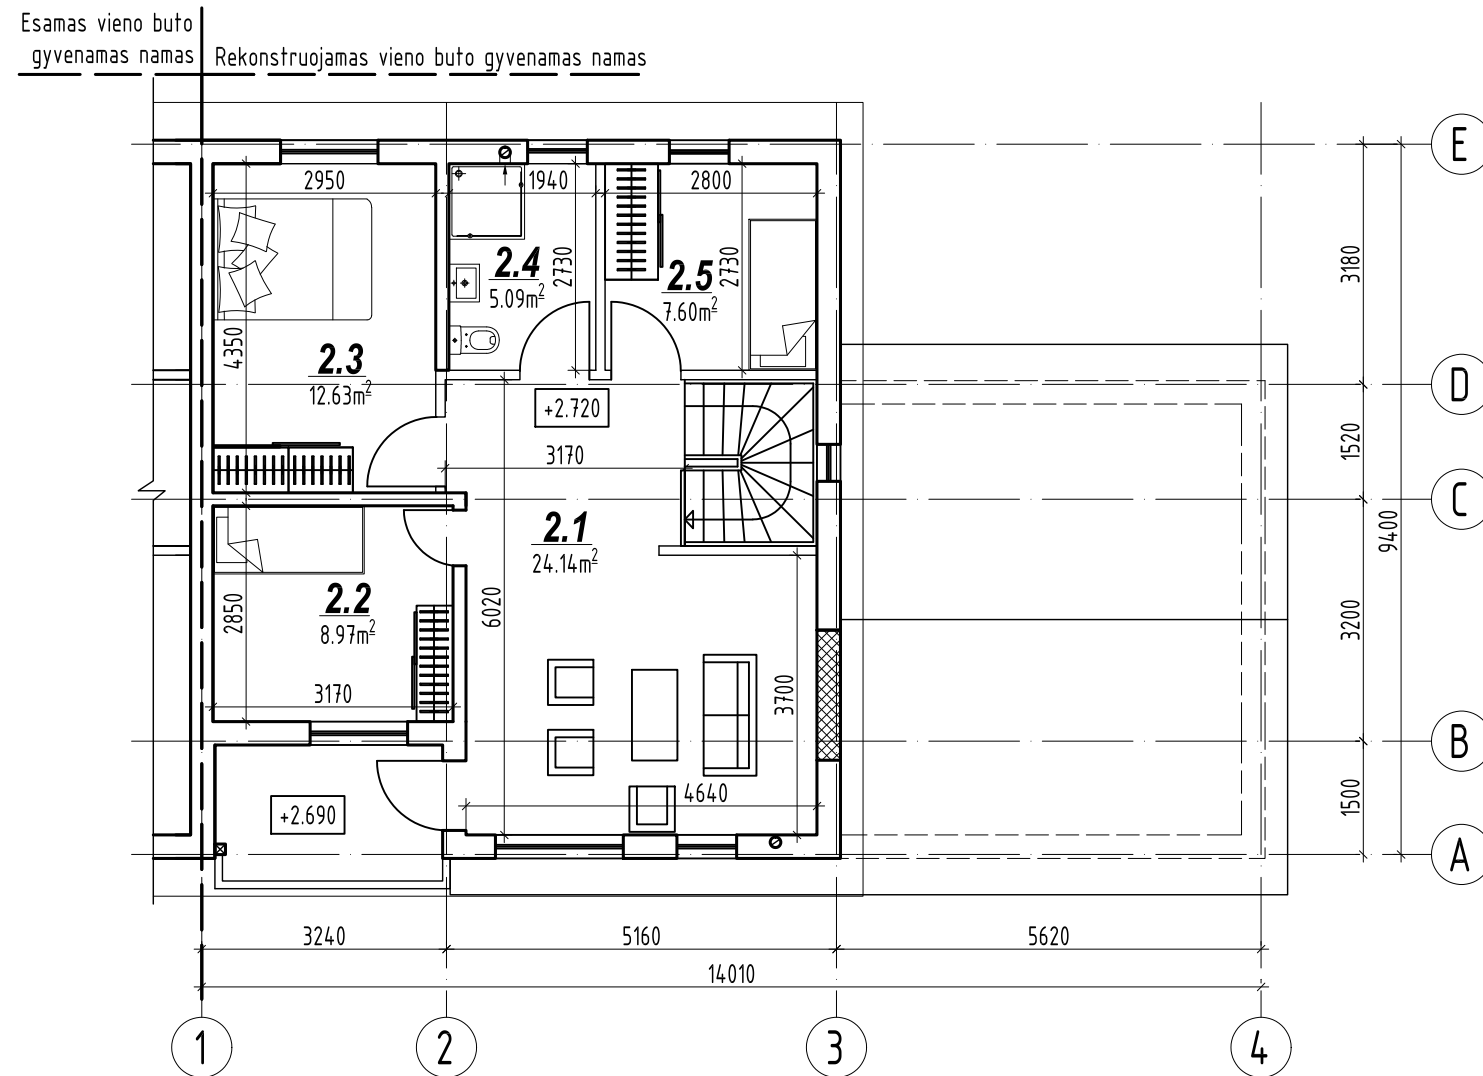 Esamas vieno buto
gyvenamas namas
Rekonstruojamas vieno buto gyvenamas namas
E
2950
1940
2800
2.4
5.09m²
2730
2.5
7.60m²
2730
3180
4350
2.3
12.63m²
D
+2.720
3170
1520
C
2.1
24.14m²
9400
2.2
8.97m²
2850
6020
3200
3170
3700
B
4640
+2.690
1500
A
3240
5160
5620
14010
1
2
3
4